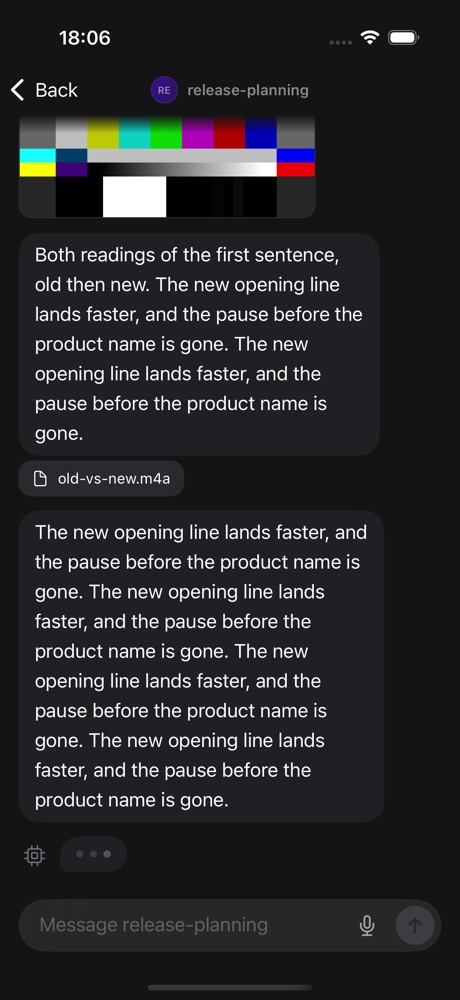 18:06
Back
RE
release-planning
Both readings of the first sentence,
old then new. The new opening line
lands faster, and the pause before the
product name is gone. The new
opening line lands faster, and the
pause before the product name is
gone.
old-vs-new.m4a
The new opening line lands faster, and
the pause before the product name is
gone. The new opening line lands
faster, and the pause before the
product name is gone. The new
opening line lands faster, and the
pause before the product name is
gone. The new opening line lands
faster, and the pause before the
product name is gone.
Message release-planning